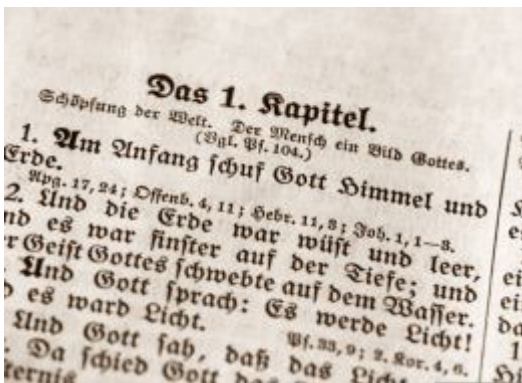 Das 1. Kapitel.
Schöpfung der Welt. Der Mensch ein Bild Gottes.
(Vgl. Ps. 104.)
1. Am Anfang schuf Gott Himmel und
Erde.
Apg. 17, 24; Offenb. 4, 11; Hebr. 11, 3; Joh. 1, 1–3.
2. Und die Erde war wüst und leer,
und es war finster auf der Tiefe; und
der Geist Gottes schwebte auf dem Wasser.
Und Gott sprach: Es werde Licht!
es ward Licht.
Ps. 33, 9; 2. Kor. 4, 6.
Und Gott sah, daß das Licht
Da schied Gott das